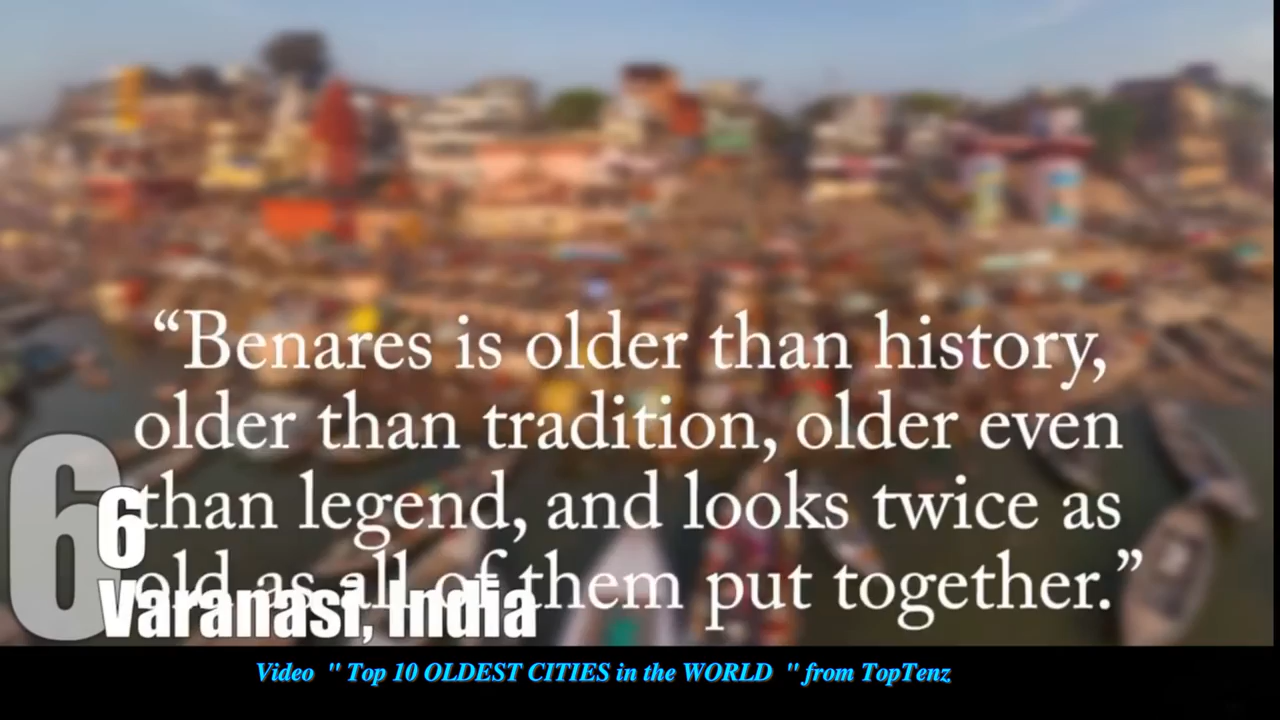 “Benares is older than history,
older than tradition, older even
than legend, and looks twice as
old as all of them put together.”
6
6
Varanasi, India
Video " Top 10 OLDEST CITIES in the WORLD " from TopTenz